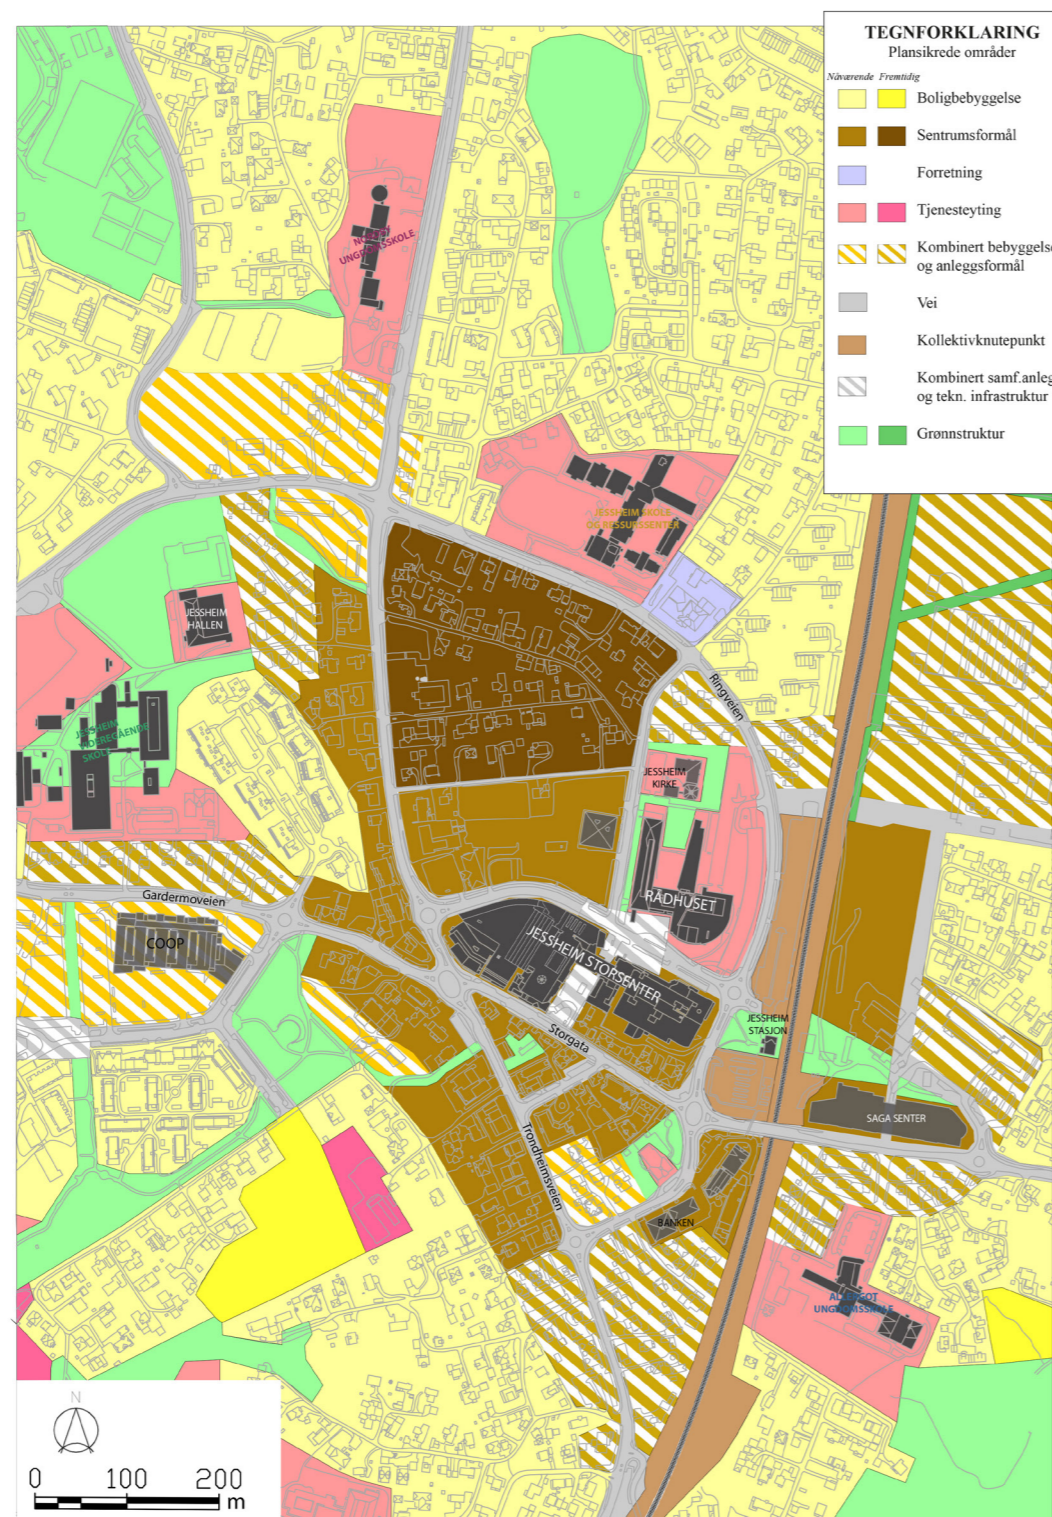 TEGNFORKLARING
Plansikrede områder
Nåværende Fremtidig
Boligbebyggelse
Sentrumsformål
Forretning
Tjenesteyting
Kombinert bebyggelse
og anleggsformål
Vei
Kollektivknutepunkt
Kombinert samf.anleg
og tekn. infrastruktur
Grønnstruktur
UNGDOMSSKOLE
JESSHEIM SKOLE
OG RESSURSSENTER
JESSHEIM
HALLEN
Ringveien
JESSHEIM
VIDEREGÅENDE
SKOLE
JESSHEIM
KIRKE
Gardermoveien
RÅDHUSET
COOP
JESSHEIM STORSENTER
JESSHEIM
STASJON
Storgata
SAGA SENTER
Trondheimsveien
BANKEN
ALLERGOT
UNGDOMSSKOLE
N
0 100 200
m